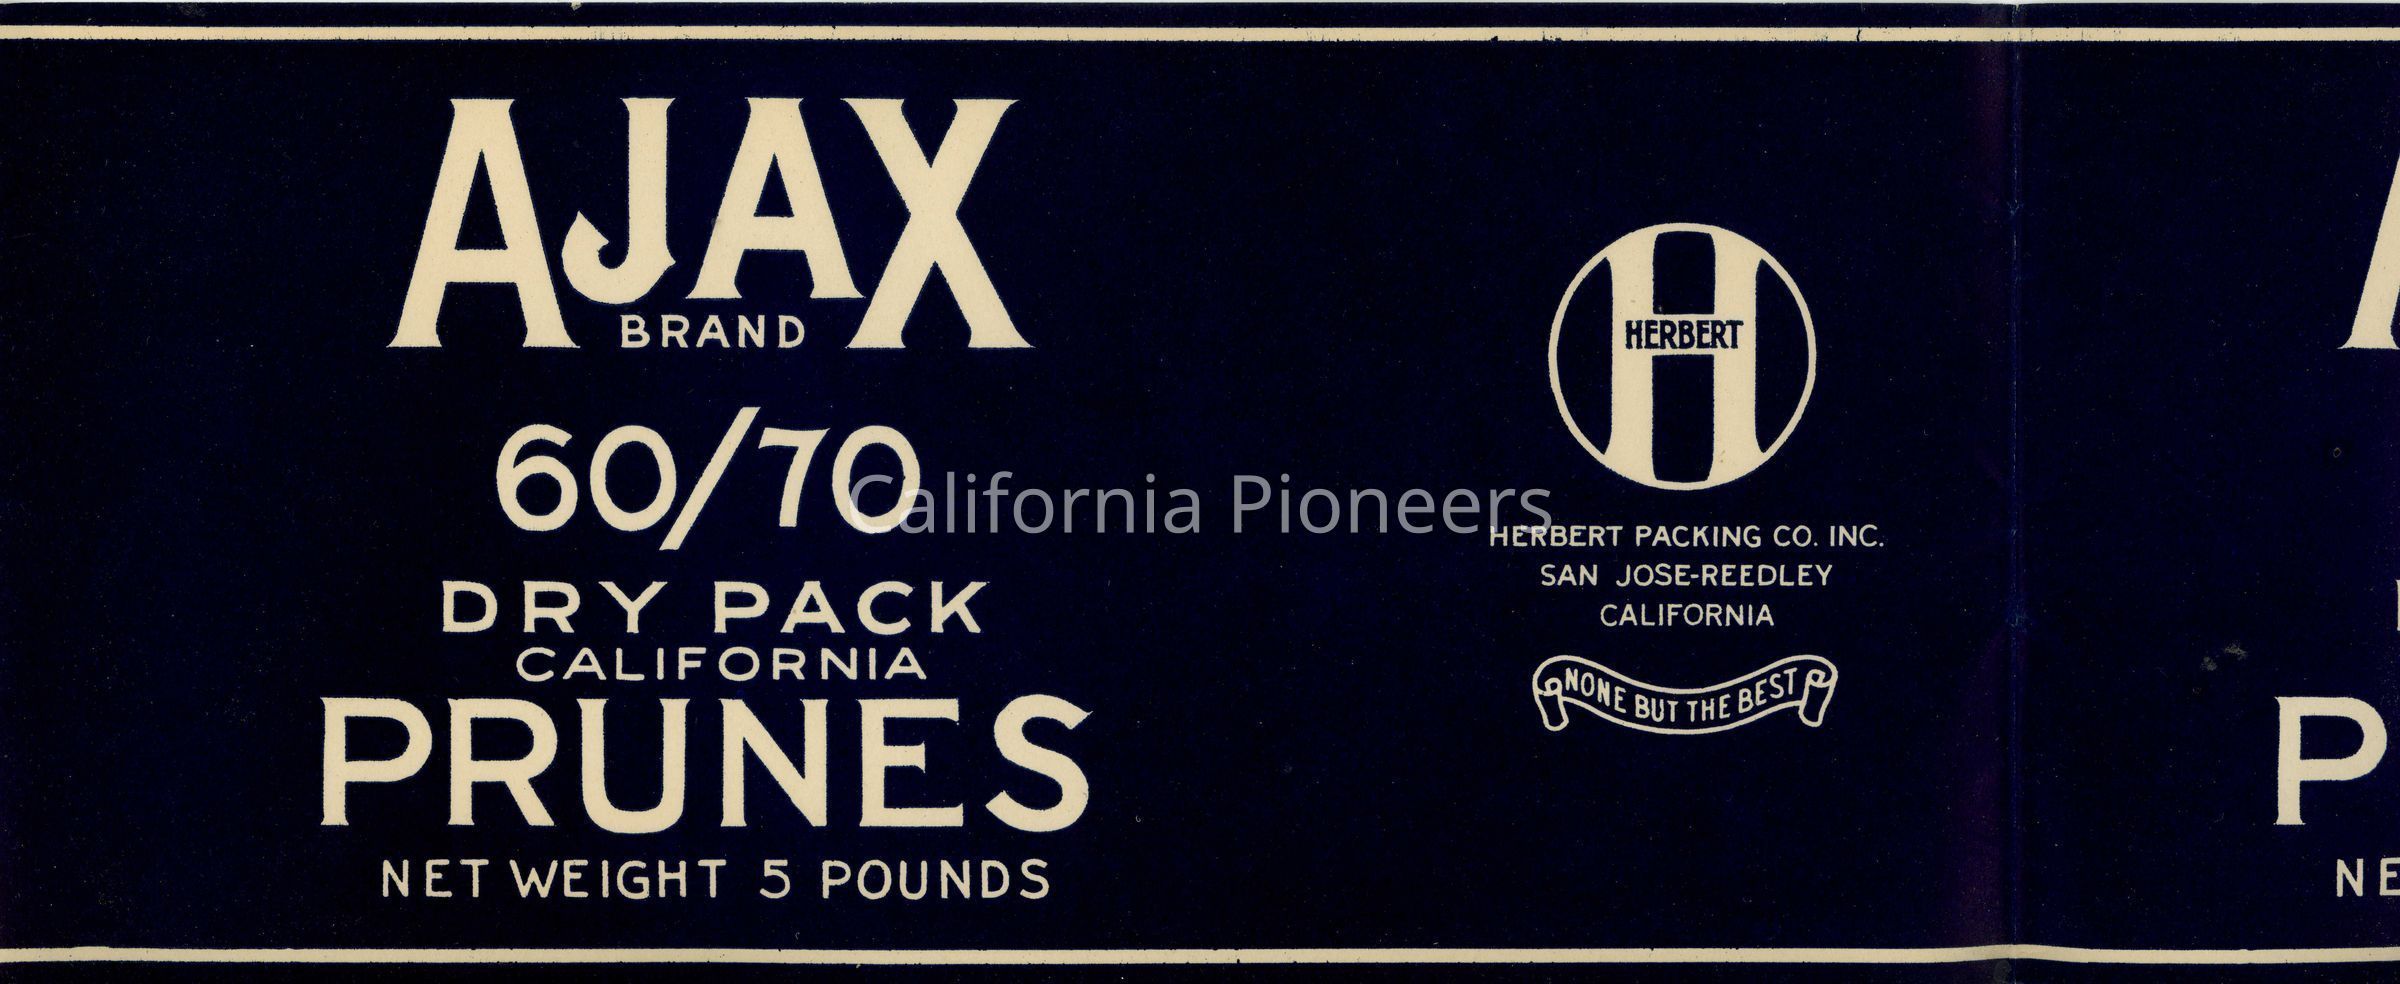 AJAX
BRAND
60/70
DRY PACK
CALIFORNIA
PRUNES
NET WEIGHT 5 POUNDS
HERBERT
HERBERT PACKING CO. INC.
SAN JOSE-REEDLEY
CALIFORNIA
NONE BUT THE BEST
California Pioneers
P
NE